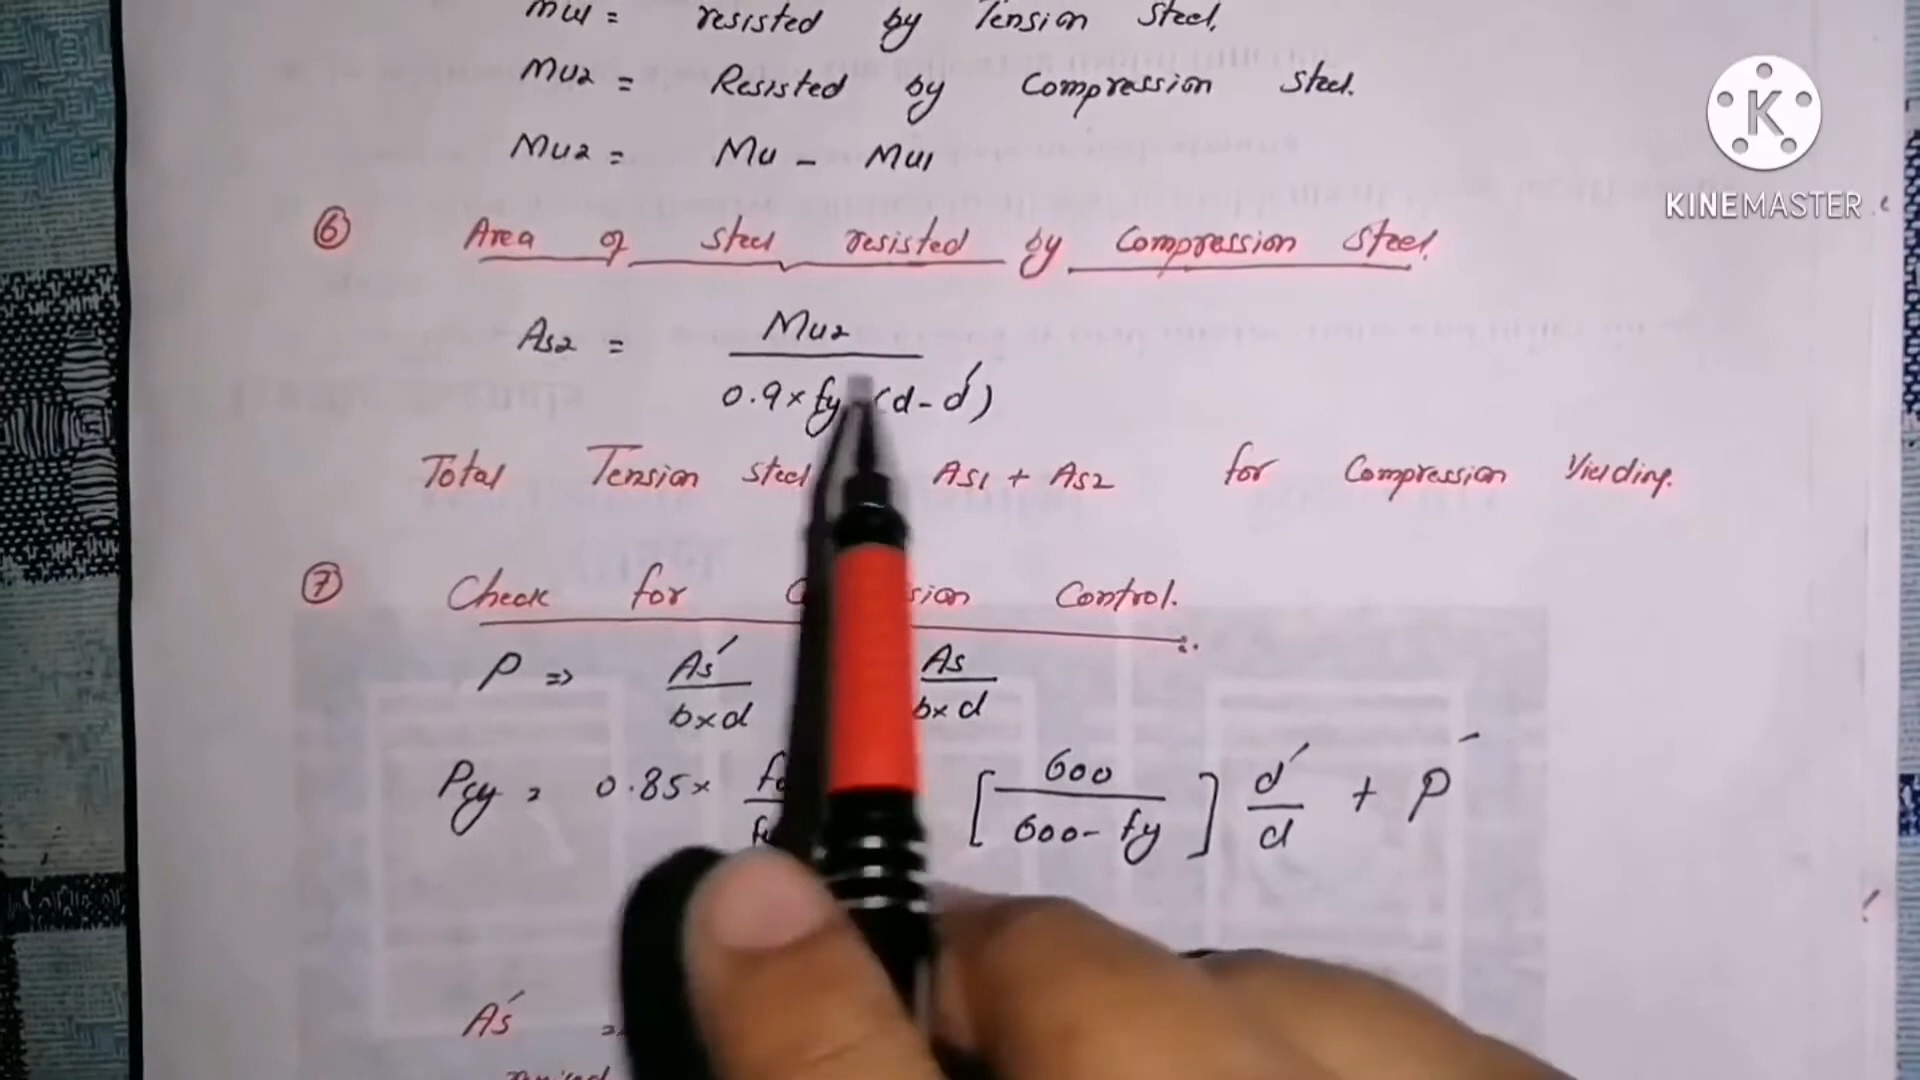 Mu1 = resisted by Tension Steel.
Mu2 = Resisted by Compression Steel.
Mu2 = Mu - Mu1
K
KINEMASTER
⑥ Area of Steel resisted by Compression Steel.
As2 = Mu2
0.9 × fy (d - d')
Total Tension Steel As1 + As2 for Compression Yielding.
⑦ Check for Control.
P => As' As
b×d b×d
Pcy = 0.85 × [ 600 ] d' + P'
600 - fy d
As' =